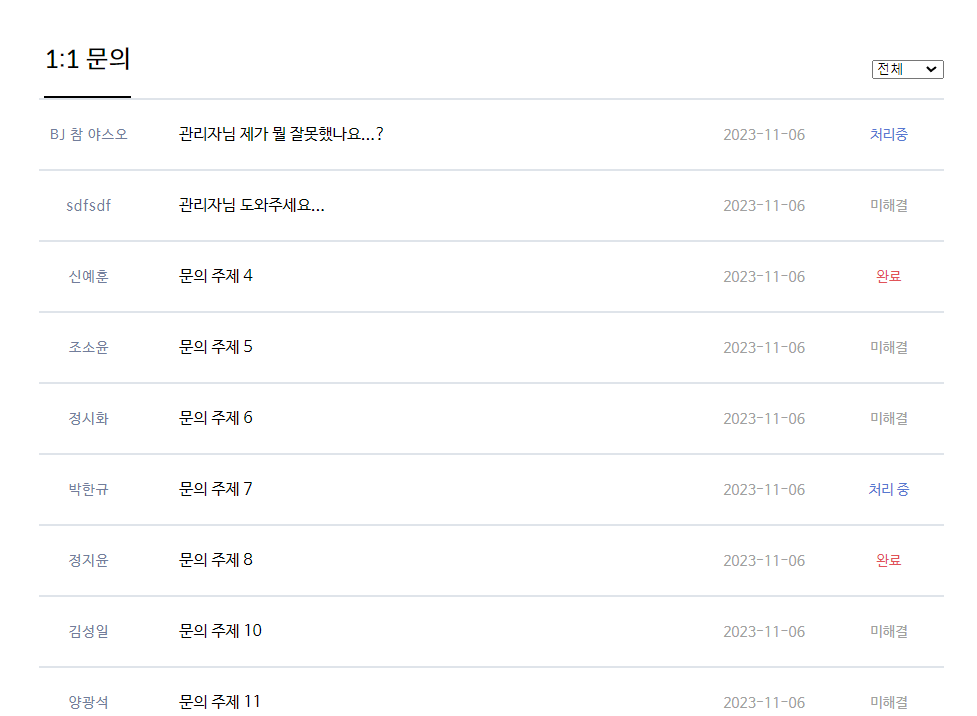 1:1 문의
전체
BJ 참 야스오 관리자님 제가 뭘 잘못했나요...? 2023-11-06 처리중
sdfsdf 관리자님 도와주세요... 2023-11-06 미해결
신예훈 문의 주제 4 2023-11-06 완료
조소윤 문의 주제 5 2023-11-06 미해결
정시화 문의 주제 6 2023-11-06 미해결
박한규 문의 주제 7 2023-11-06 처리 중
정지윤 문의 주제 8 2023-11-06 완료
김성일 문의 주제 10 2023-11-06 미해결
양광석 문의 주제 11 2023-11-06 미해결